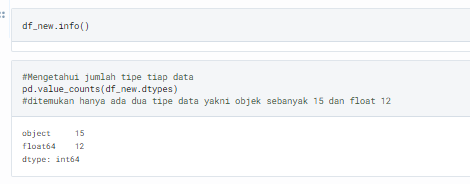 df_new.info()
#Mengetahui jumlah tipe tiap data
pd.value_counts(df_new.dtypes)
#ditemukan hanya ada dua tipe data yakni objek sebanyak 15 dan float 12
object 15
float64 12
dtype: int64